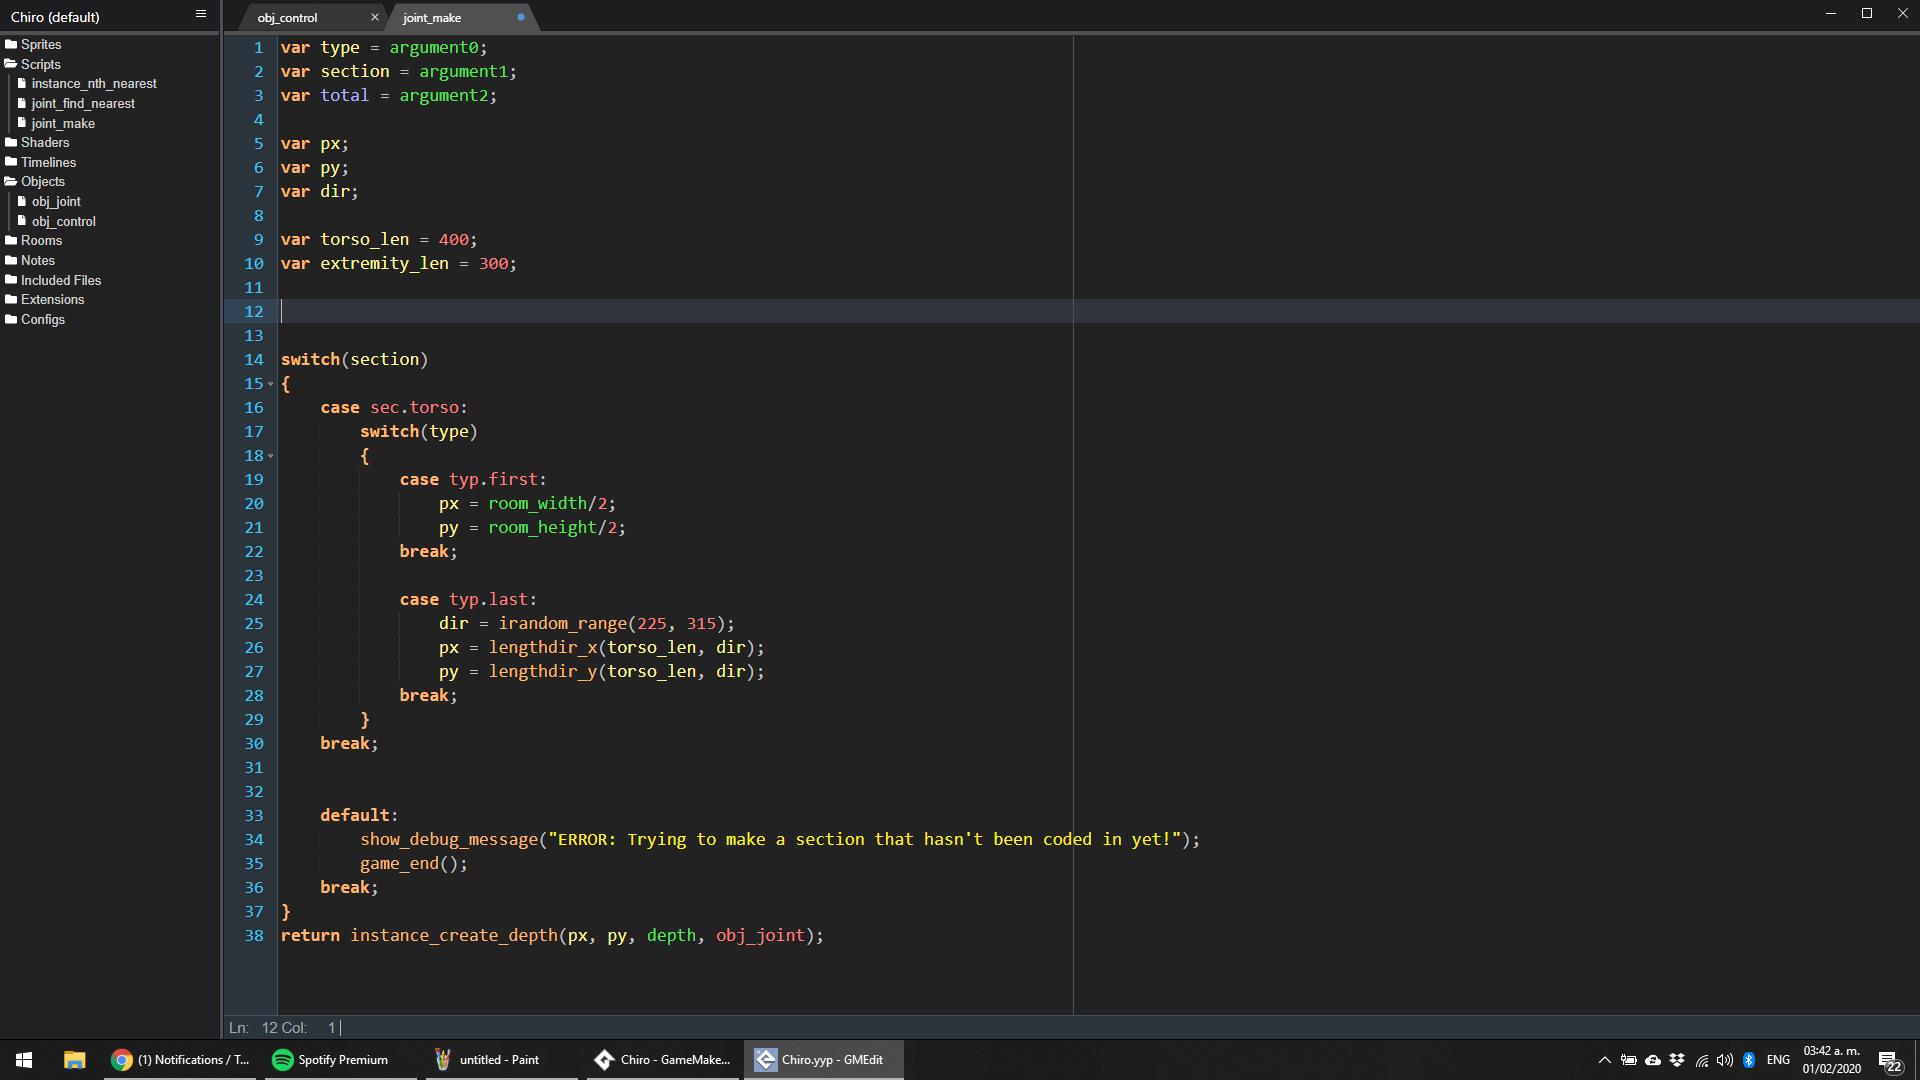 Chiro (default)
obj_control
joint_make
Sprites
Scripts
instance_nth_nearest
joint_find_nearest
joint_make
Shaders
Timelines
Objects
obj_joint
obj_control
Rooms
Notes
Included Files
Extensions
Configs
1 var type = argument0;
2 var section = argument1;
3 var total = argument2;
4
5 var px;
6 var py;
7 var dir;
8
9 var torso_len = 400;
10 var extremity_len = 300;
11
12
13
14 switch(section)
15 {
16 case sec.torso:
17 switch(type)
18 {
19 case typ.first:
20 px = room_width/2;
21 py = room_height/2;
22 break;
23
24 case typ.last:
25 dir = irandom_range(225, 315);
26 px = lengthdir_x(torso_len, dir);
27 py = lengthdir_y(torso_len, dir);
28 break;
29 }
30 break;
31
32
33 default:
34 show_debug_message("ERROR: Trying to make a section that hasn't been coded in yet!");
35 game_end();
36 break;
37 }
38 return instance_create_depth(px, py, depth, obj_joint);
Ln: 12 Col: 1
(1) Notifications / T...
Spotify Premium
untitled - Paint
Chiro - GameMake...
Chiro.yyp - GMEdit
ENG
03:42 a. m.
01/02/2020
22